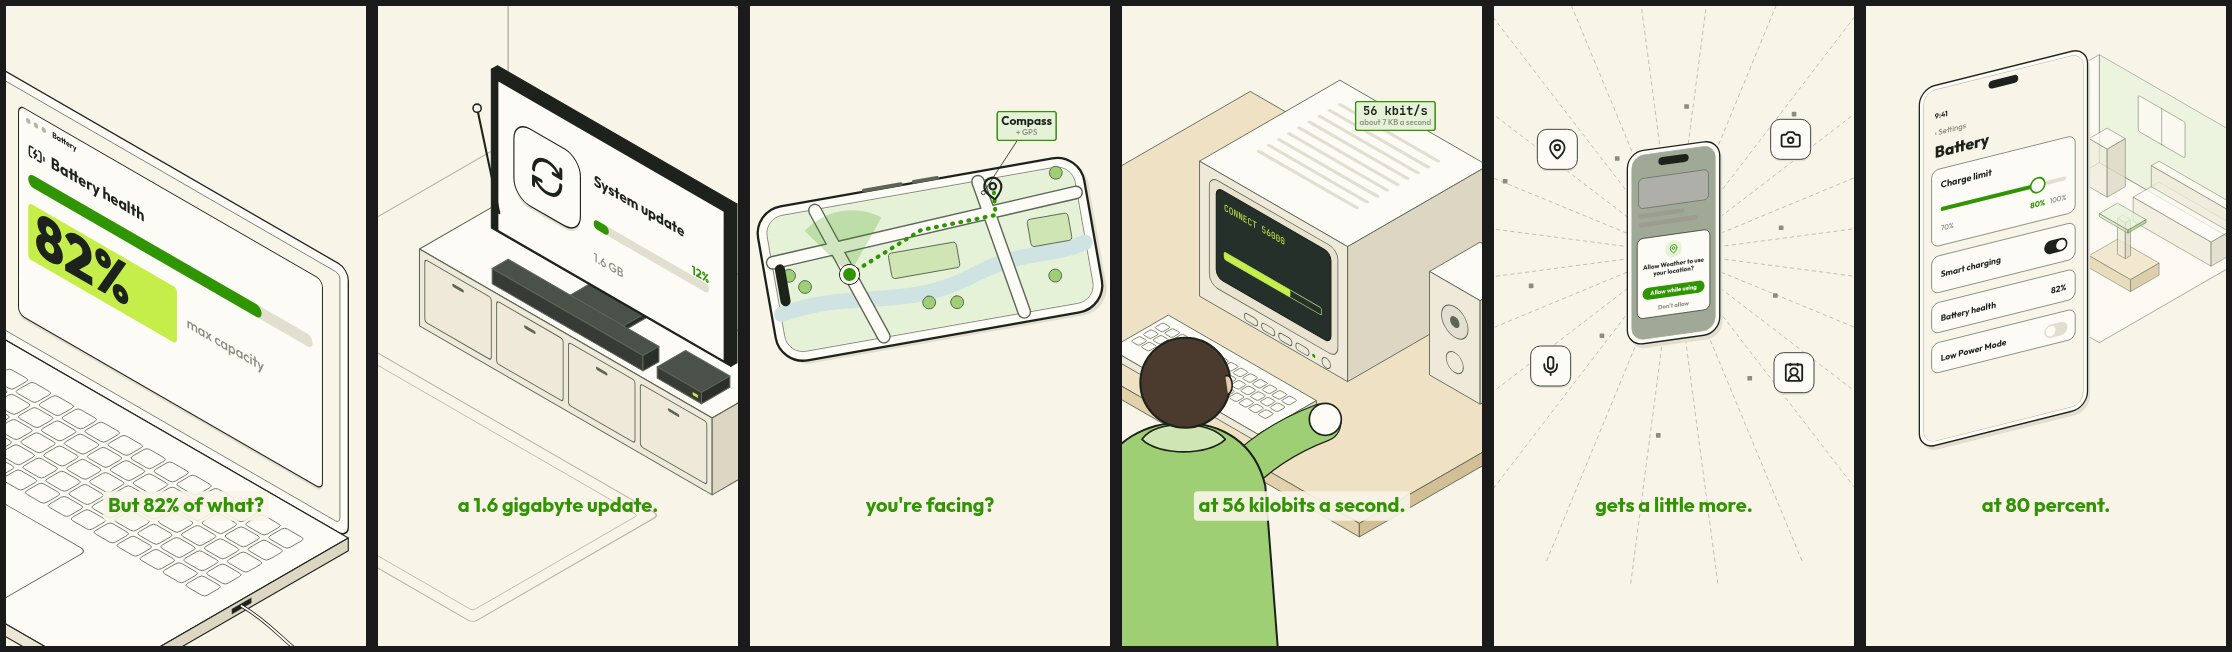 Battery
Battery health
82%
max capacity
But 82% of what?
System update
12%
1.6 GB
a 1.6 gigabyte update.
Compass
+ GPS
you're facing?
56 kbit/s
about 7 KB a second
CONNECT 56000
at 56 kilobits a second.
Allow Weather to use
your location?
Allow while using
Don't allow
gets a little more.
9:41
‹ Settings
Battery
Charge limit
80% 100%
70%
Smart charging
Battery health 82%
Low Power Mode
at 80 percent.